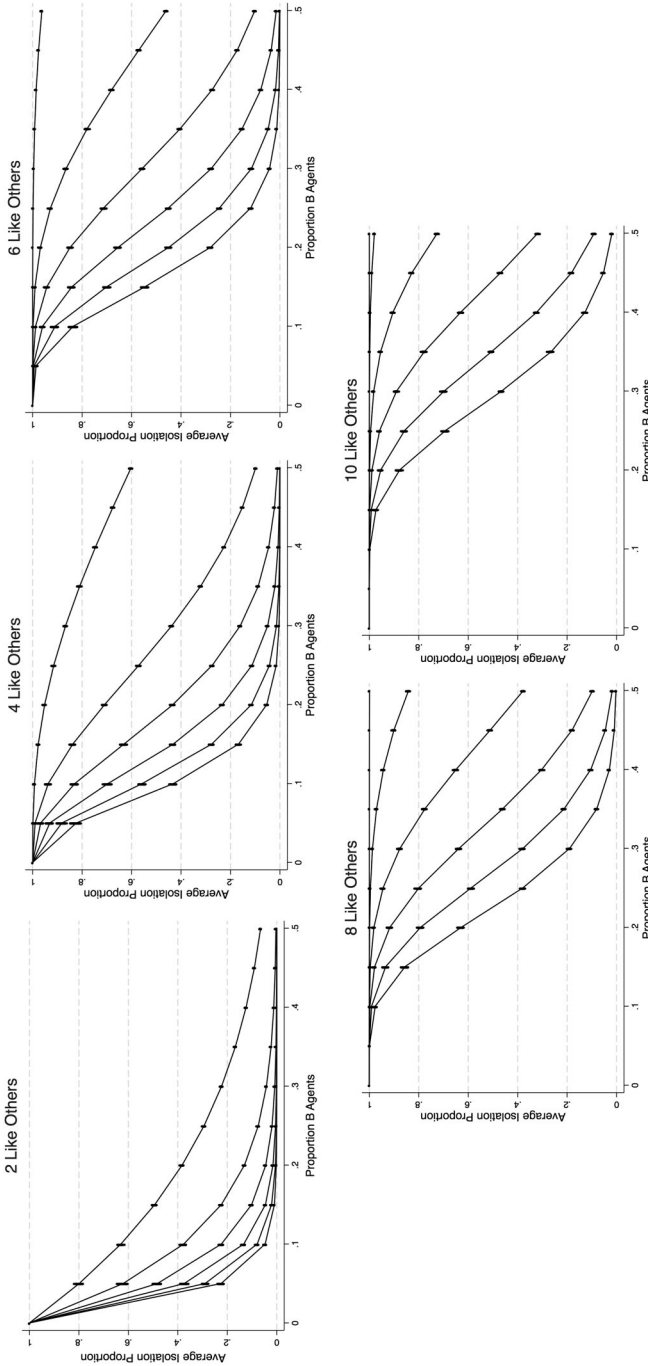 2 Like Others
Average Isolation Proportion
1
.8
.6
.4
.2
0
0 .1 .2 .3 .4 .5
Proportion B Agents
4 Like Others
Average Isolation Proportion
1
.8
.6
.4
.2
0
0 .1 .2 .3 .4 .5
Proportion B Agents
6 Like Others
Average Isolation Proportion
1
.8
.6
.4
.2
0
0 .1 .2 .3 .4 .5
Proportion B Agents
8 Like Others
Average Isolation Proportion
1
.8
.6
.4
.2
0
0 .1 .2 .3 .4 .5
Proportion B Agents
10 Like Others
Average Isolation Proportion
1
.8
.6
.4
.2
0
0 .1 .2 .3 .4 .5
Proportion B Agents